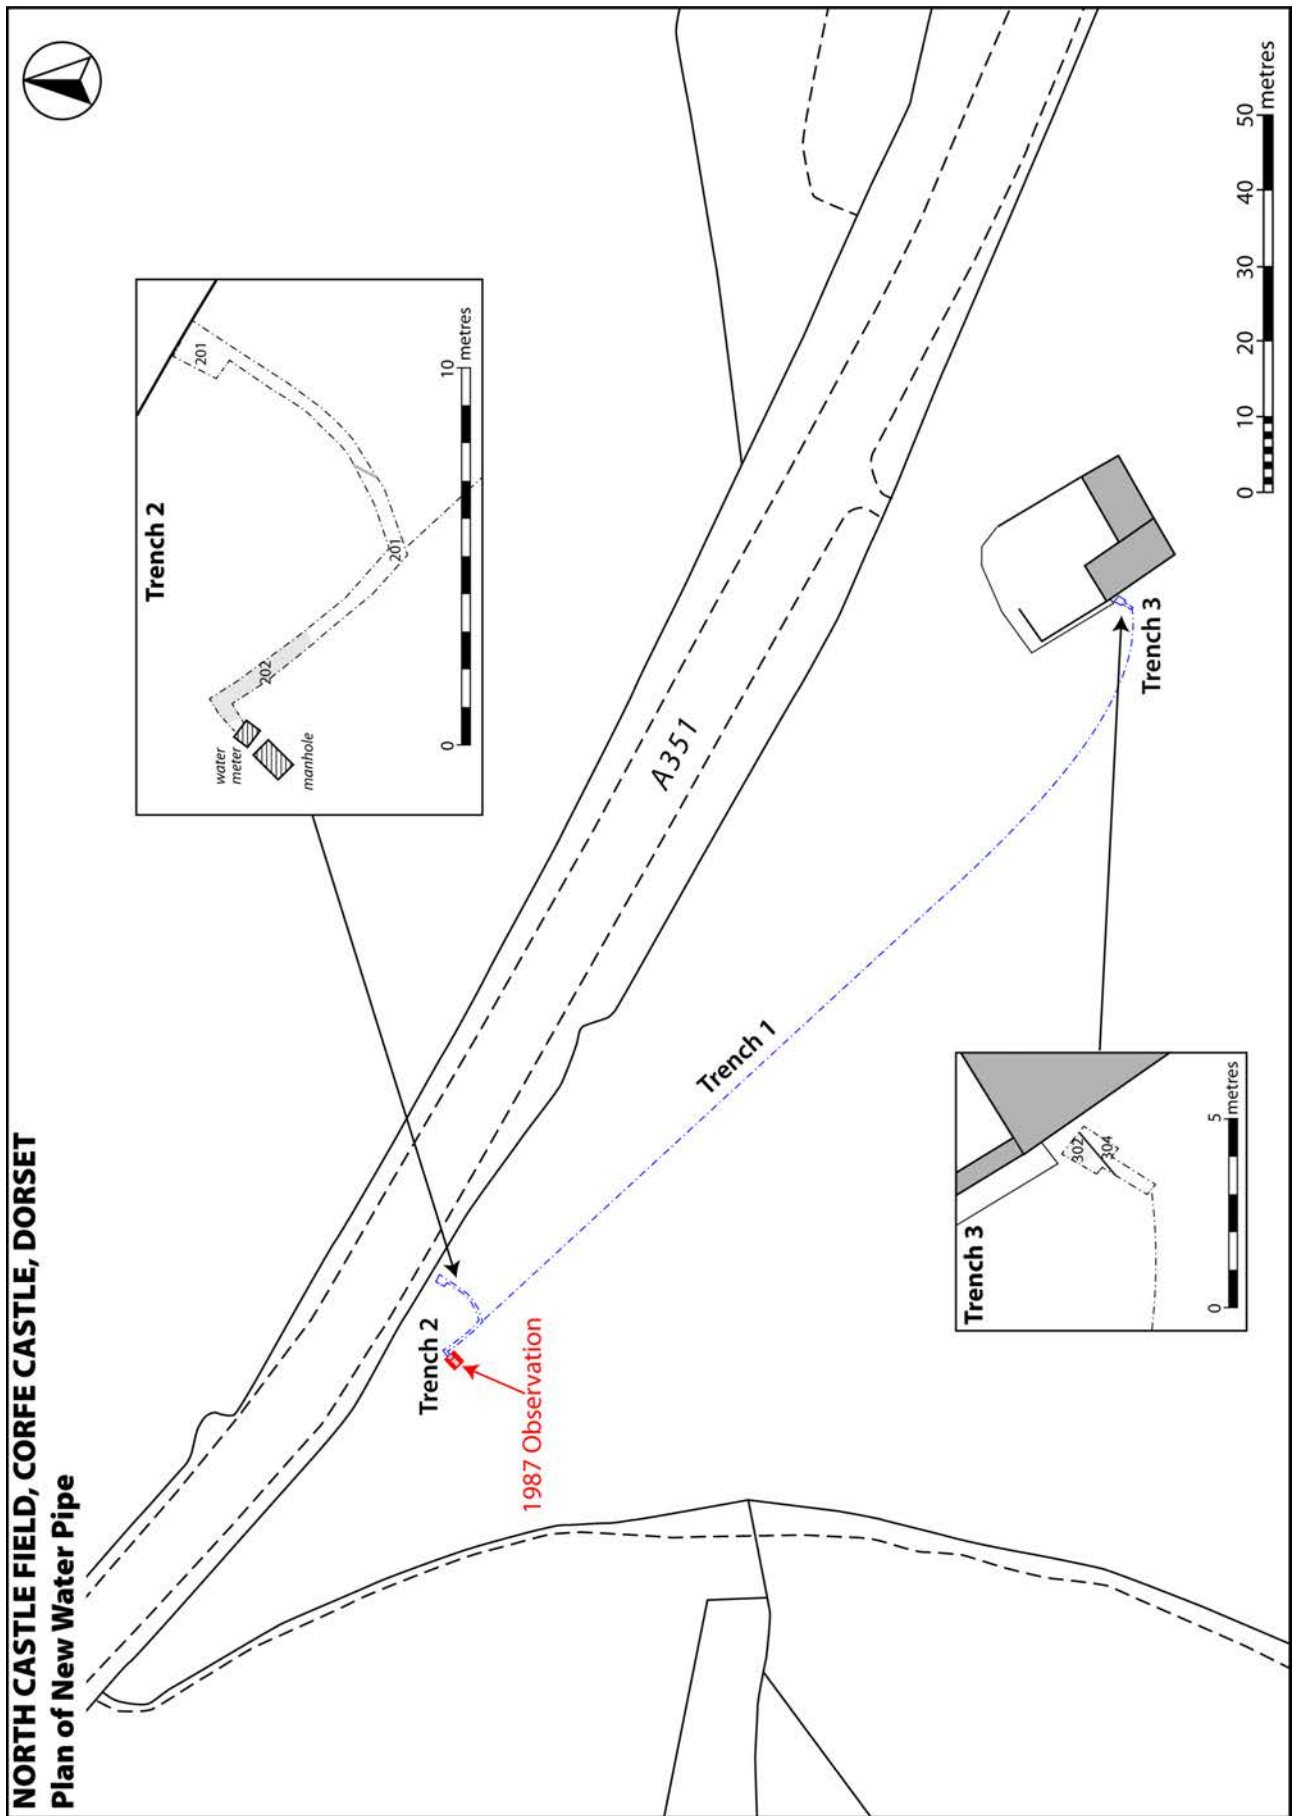 NORTH CASTLE FIELD, CORFE CASTLE, DORSET
Plan of New Water Pipe
Trench 2
water
meter
manhole
202
201
201
0
10
metres
A351
Trench 2
1987 Observation
Trench 1
Trench 3
Trench 3
302
304
0
5
metres
0
10
20
30
40
50
metres